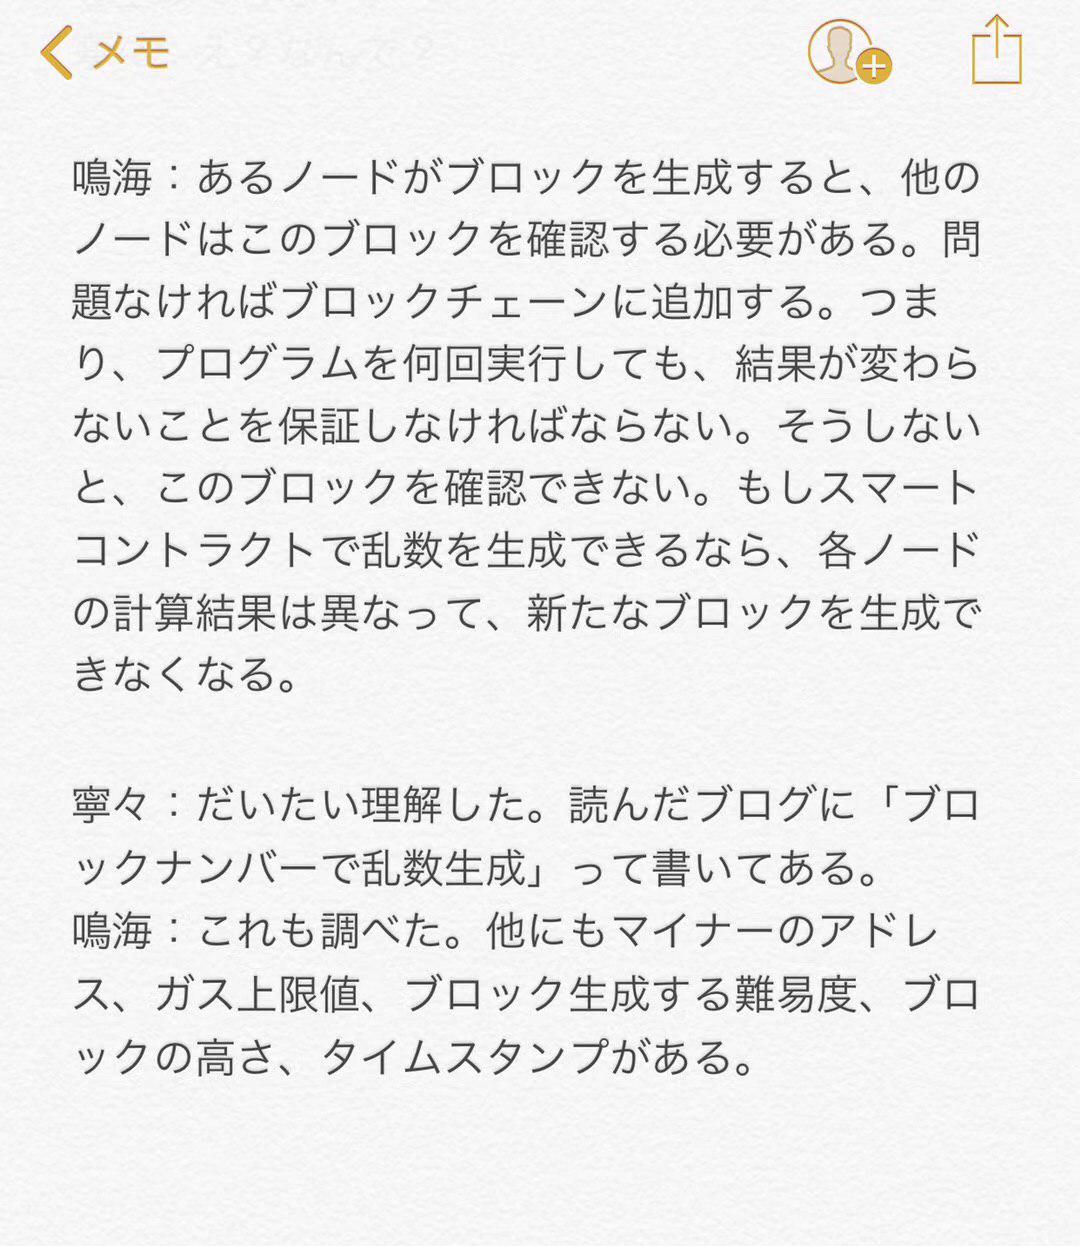 メモ
鳴海：あるノードがブロックを生成すると、他の
ノードはこのブロックを確認する必要がある。問
題なければブロックチェーンに追加する。つま
り、プログラムを何回実行しても、結果が変わら
ないことを保証しなければならない。そうしない
と、このブロックを確認できない。もしスマート
コントラクトで乱数を生成できるなら、各ノード
の計算結果は異なって、新たなブロックを生成で
きなくなる。
寧々：だいたい理解した。読んだブログに「ブロ
ックナンバーで乱数生成」って書いてある。
鳴海：これも調べた。他にもマイナーのアドレ
ス、ガス上限値、ブロック生成する難易度、ブロ
ックの高さ、タイムスタンプがある。